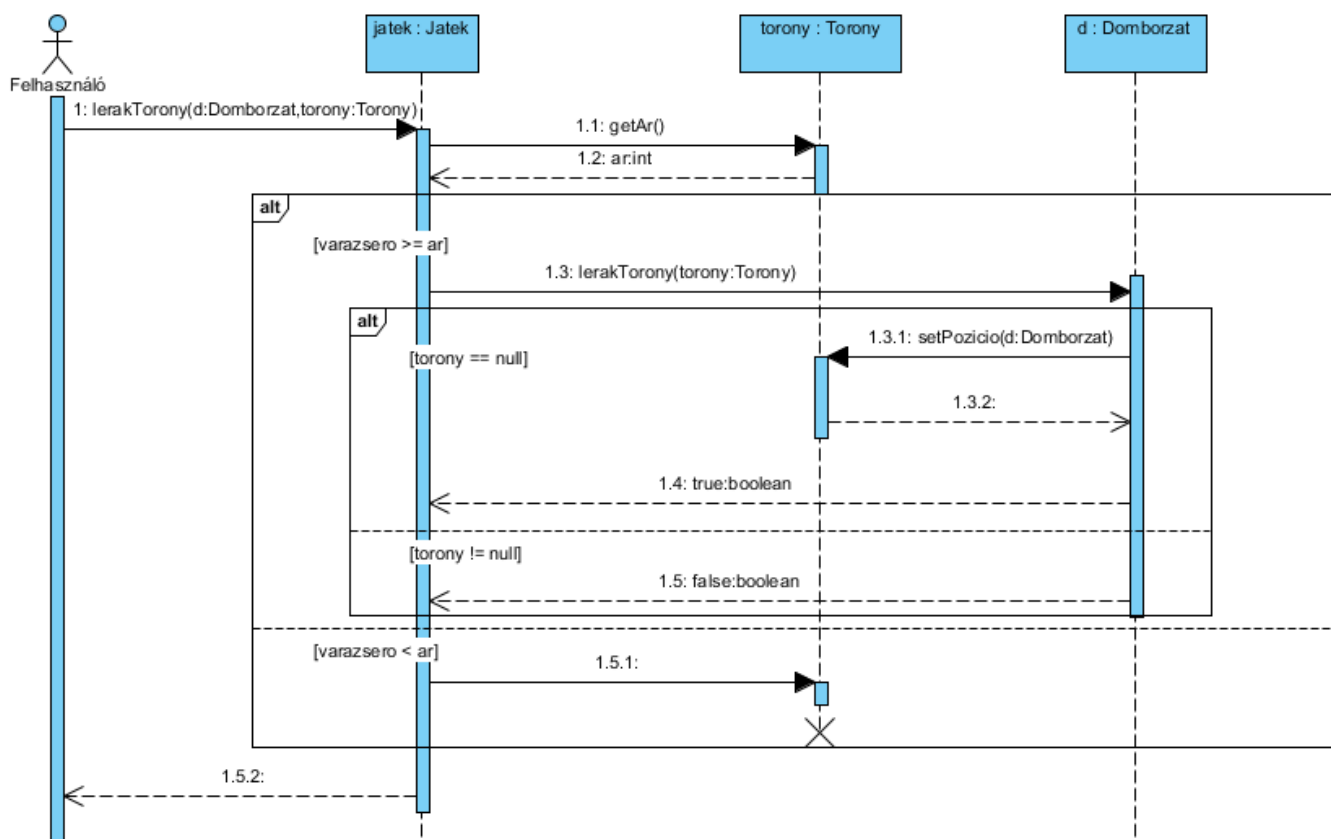 jatek : Jatek
torony : Torony
d : Domborzat
Felhasználó
1: lerakTorony(d:Domborzat,torony:Torony)
1.1: getAr()
1.2: ar:int
alt
[varazsero >= ar]
1.3: lerakTorony(torony:Torony)
alt
1.3.1: setPozicio(d:Domborzat)
[torony == null]
1.3.2:
1.4: true:boolean
[torony != null]
1.5: false:boolean
[varazsero < ar]
1.5.1:
1.5.2: